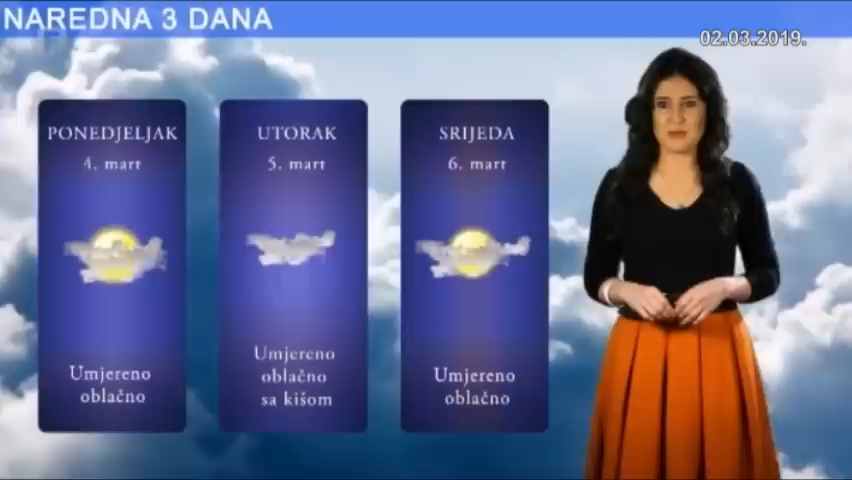 NAREDNA 3 DANA
02.03.2019.
PONEDJELJAK
4. mart
Umjereno
oblačno
UTORAK
5. mart
Umjereno
oblačno
sa kišom
SRIJEDA
6. mart
Umjereno
oblačno